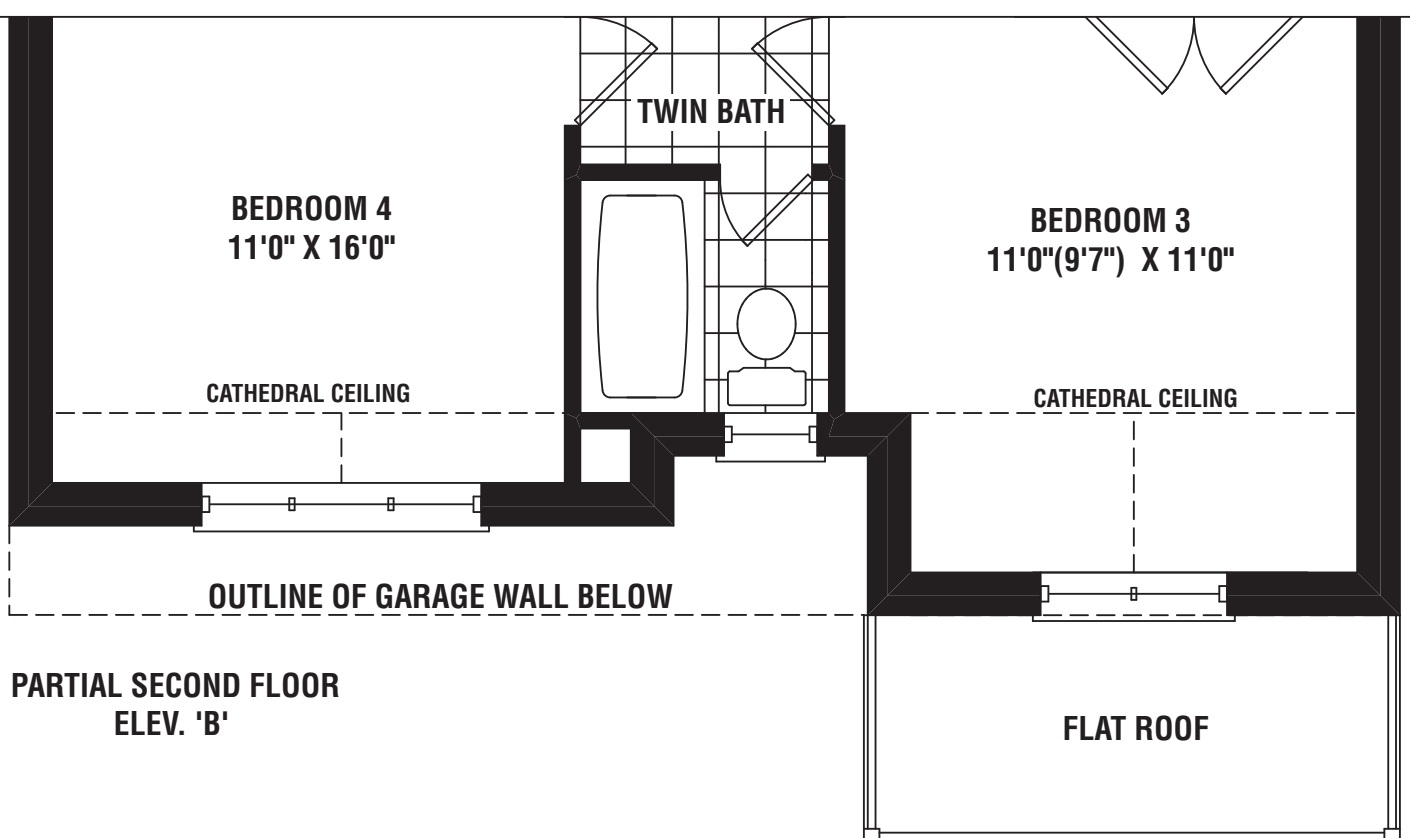 TWIN BATH
BEDROOM 4
11'0" X 16'0"
BEDROOM 3
11'0"(9'7") X 11'0"
CATHEDRAL CEILING
CATHEDRAL CEILING
OUTLINE OF GARAGE WALL BELOW
PARTIAL SECOND FLOOR
ELEV. 'B'
FLAT ROOF